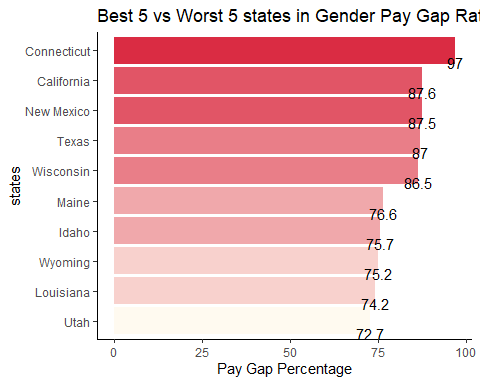 Best 5 vs Worst 5 states in Gender Pay Gap Rat
Connecticut
97
California
87.6
New Mexico
87.5
Texas
87
Wisconsin
86.5
Maine
76.6
Idaho
75.7
Wyoming
75.2
Louisiana
74.2
Utah
72.7
states
0 25 50 75 100
Pay Gap Percentage